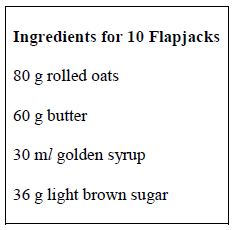 Ingredients for 10 Flapjacks
80 g rolled oats
60 g butter
30 ml golden syrup
36 g light brown sugar